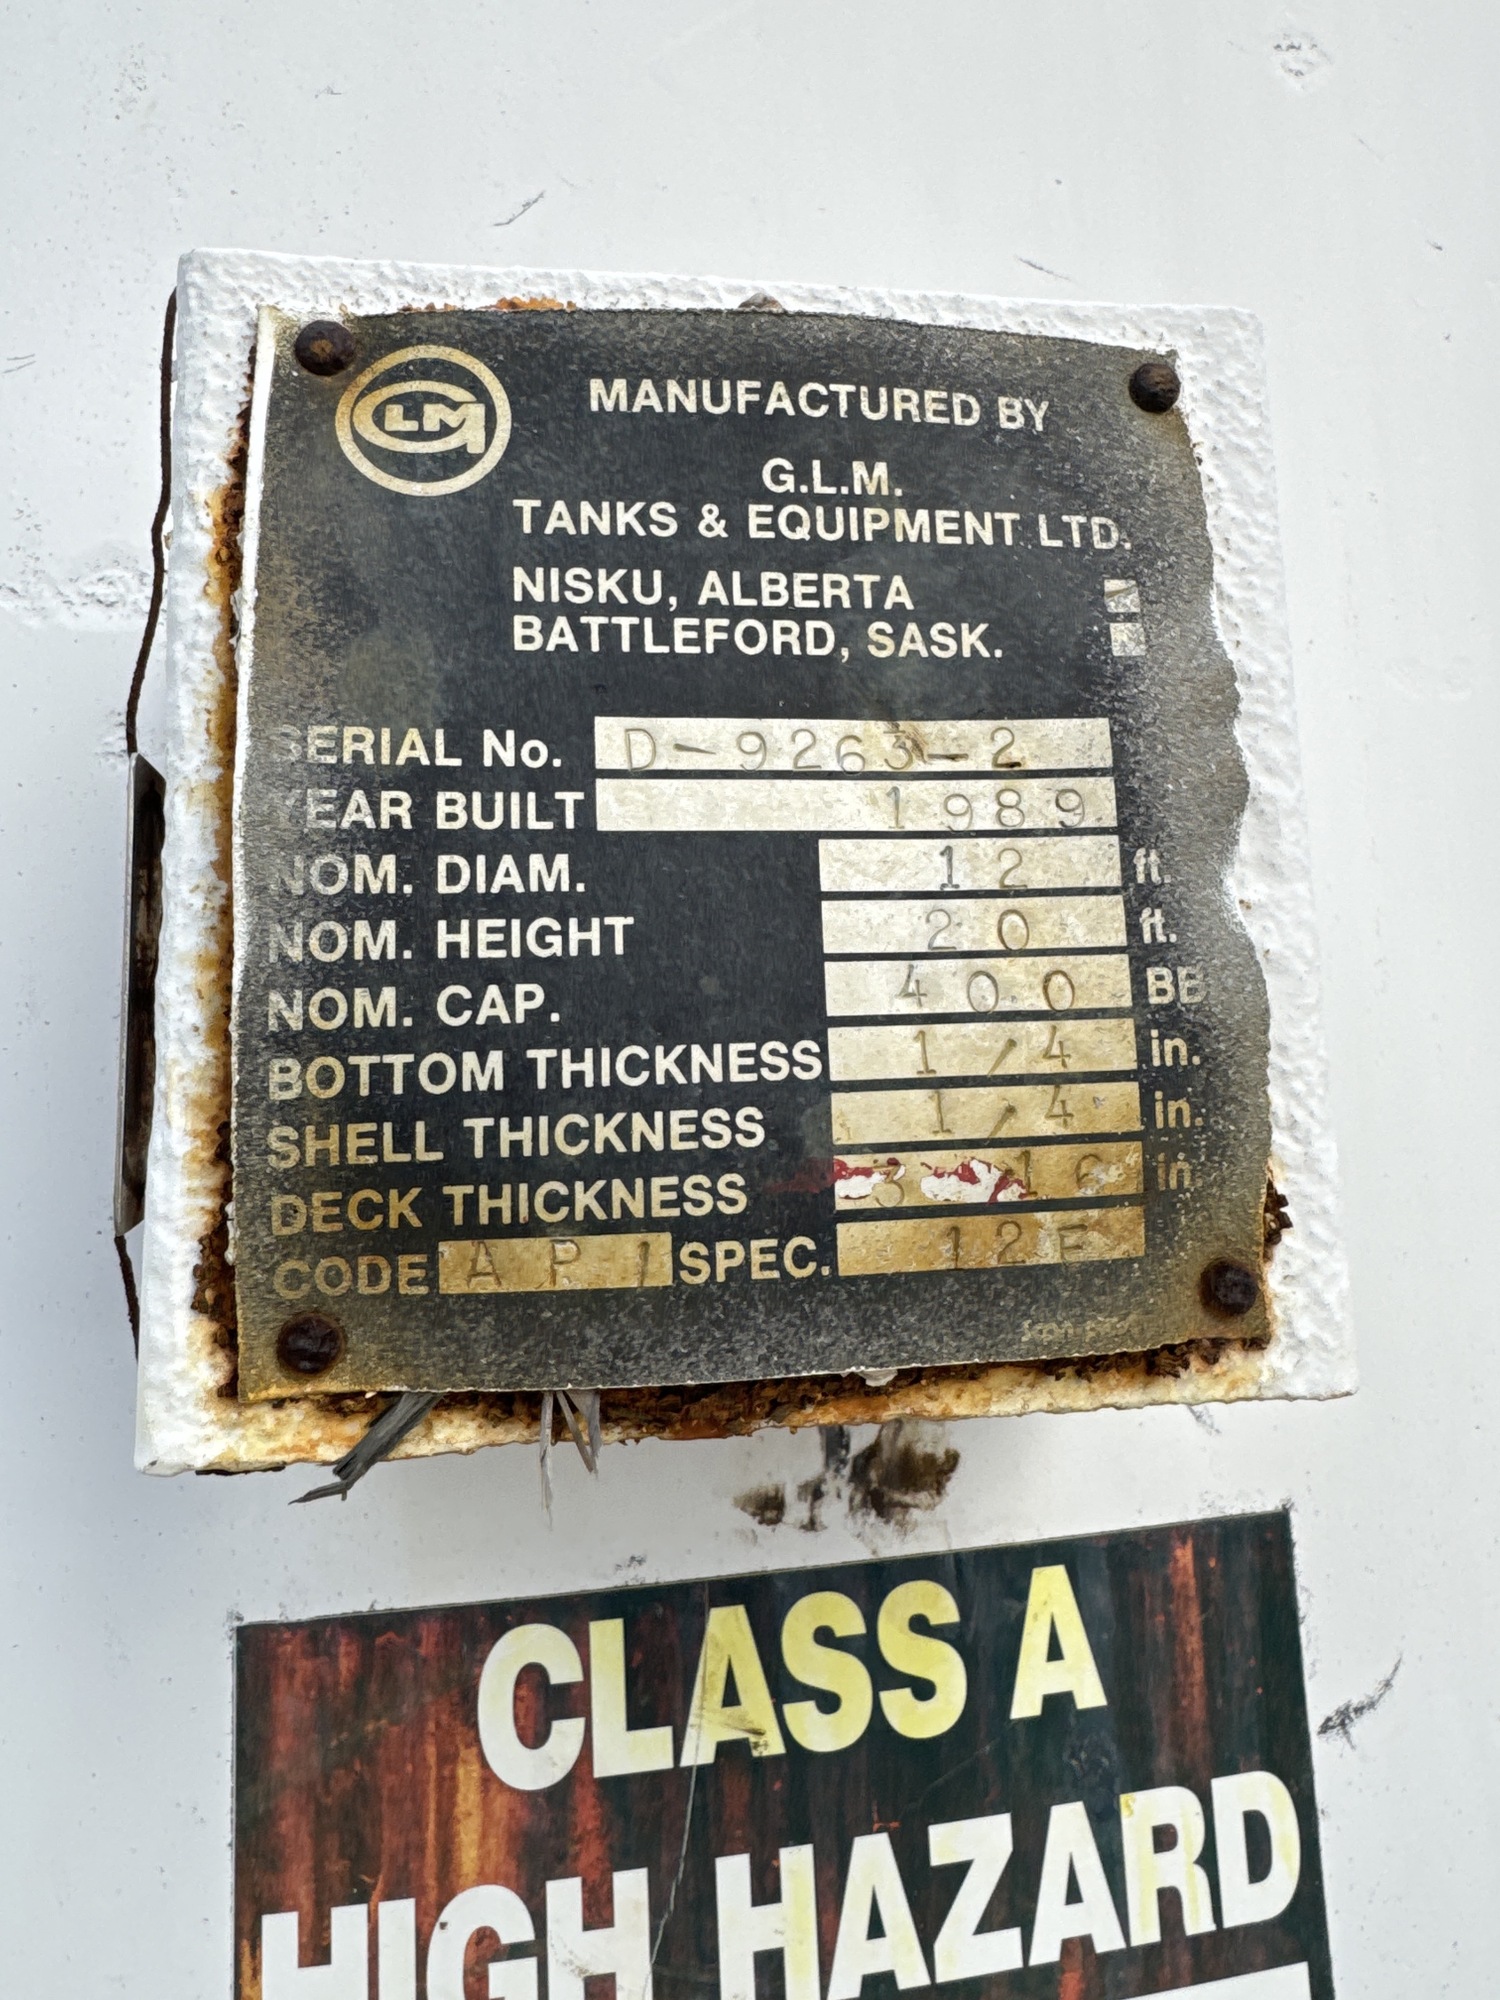 GLM
MANUFACTURED BY
G.L.M.
TANKS & EQUIPMENT LTD.
NISKU, ALBERTA
BATTLEFORD, SASK.
SERIAL No. D-9263-2
YEAR BUILT 1989
NOM. DIAM. 12 ft.
NOM. HEIGHT 20 ft.
NOM. CAP. 400 BB
BOTTOM THICKNESS 1/4 in.
SHELL THICKNESS 1/4 in.
DECK THICKNESS 3 16 in.
CODE API SPEC. 12F
CLASS A
HIGH HAZARD